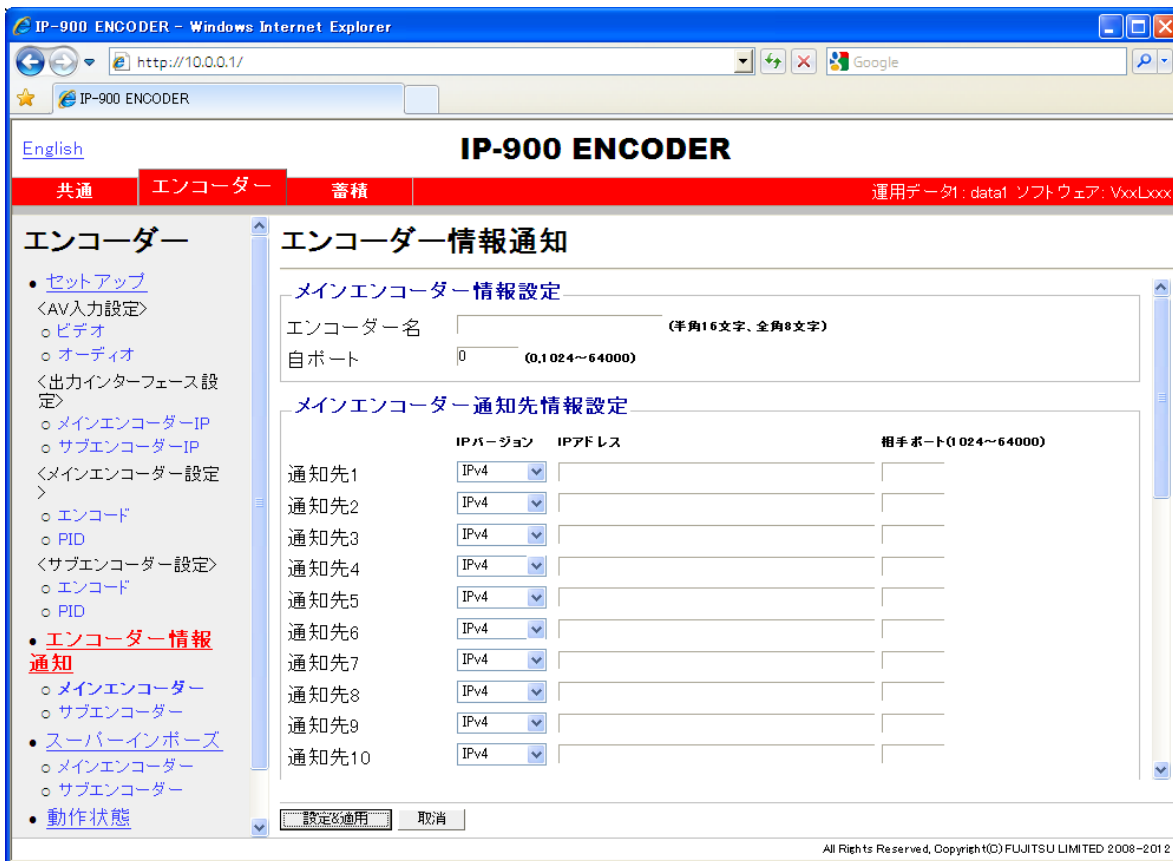 IP-900 ENCODER - Windows Internet Explorer
http://10.0.0.1/
Google
IP-900 ENCODER
English
IP-900 ENCODER
共通
エンコーダー
蓄積
運用データ1: data1 ソフトウェア: VxxLxxx
エンコーダー
セットアップ
<AV入力設定>
ビデオ
オーディオ
<出力インターフェース設
定>
メインエンコーダーIP
サブエンコーダーIP
<メインエンコーダー設定
>
エンコード
PID
<サブエンコーダー設定>
エンコード
PID
エンコーダー情報
通知
メインエンコーダー
サブエンコーダー
スーパーインポーズ
メインエンコーダー
サブエンコーダー
動作状態
エンコーダー情報通知
メインエンコーダー情報設定
エンコーダー名 (半角16文字、全角8文字)
自ポート 0 (0,1024~64000)
メインエンコーダー通知先情報設定
IPバージョン IPアドレス 相手ポート(1024~64000)
通知先1 IPv4
通知先2 IPv4
通知先3 IPv4
通知先4 IPv4
通知先5 IPv4
通知先6 IPv4
通知先7 IPv4
通知先8 IPv4
通知先9 IPv4
通知先10 IPv4
設定&適用 取消
All Rights Reserved, Copyright(C) FUJITSU LIMITED 2008-2012